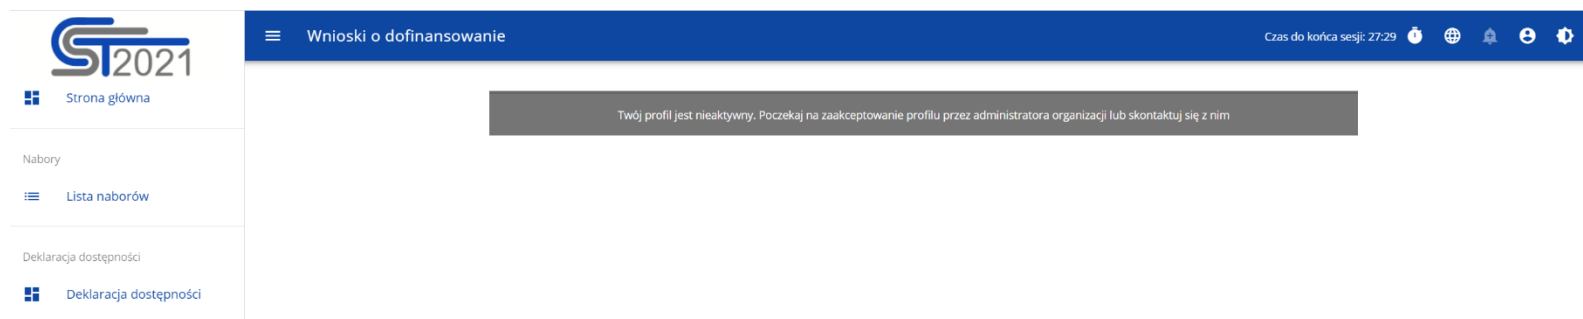 CST2021
Wnioski o dofinansowanie
Czas do końca sesji: 27:29
Strona główna
Twój profil jest nieaktywny. Poczekaj na zaakceptowanie profilu przez administratora organizacji lub skontaktuj się z nim
Nabory
Lista naborów
Deklaracja dostępności
Deklaracja dostępności